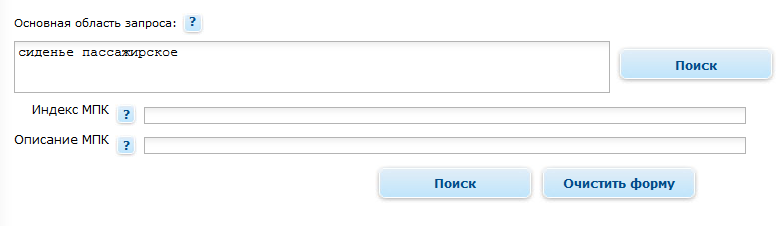 Основная область запроса: ?
сиденье пассажирское
Поиск
Индекс МПК ?
Описание МПК ?
Поиск Очистить форму